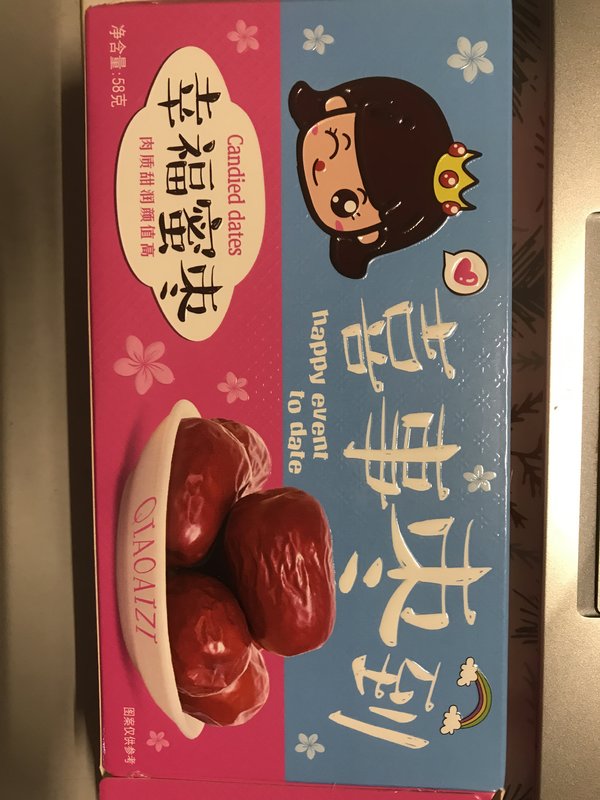 喜事枣到
happy event
to date
Candied dates
幸福蜜枣
肉质甜润颜值高
净含量:58克
QIAOAIZI
图案仅供参考